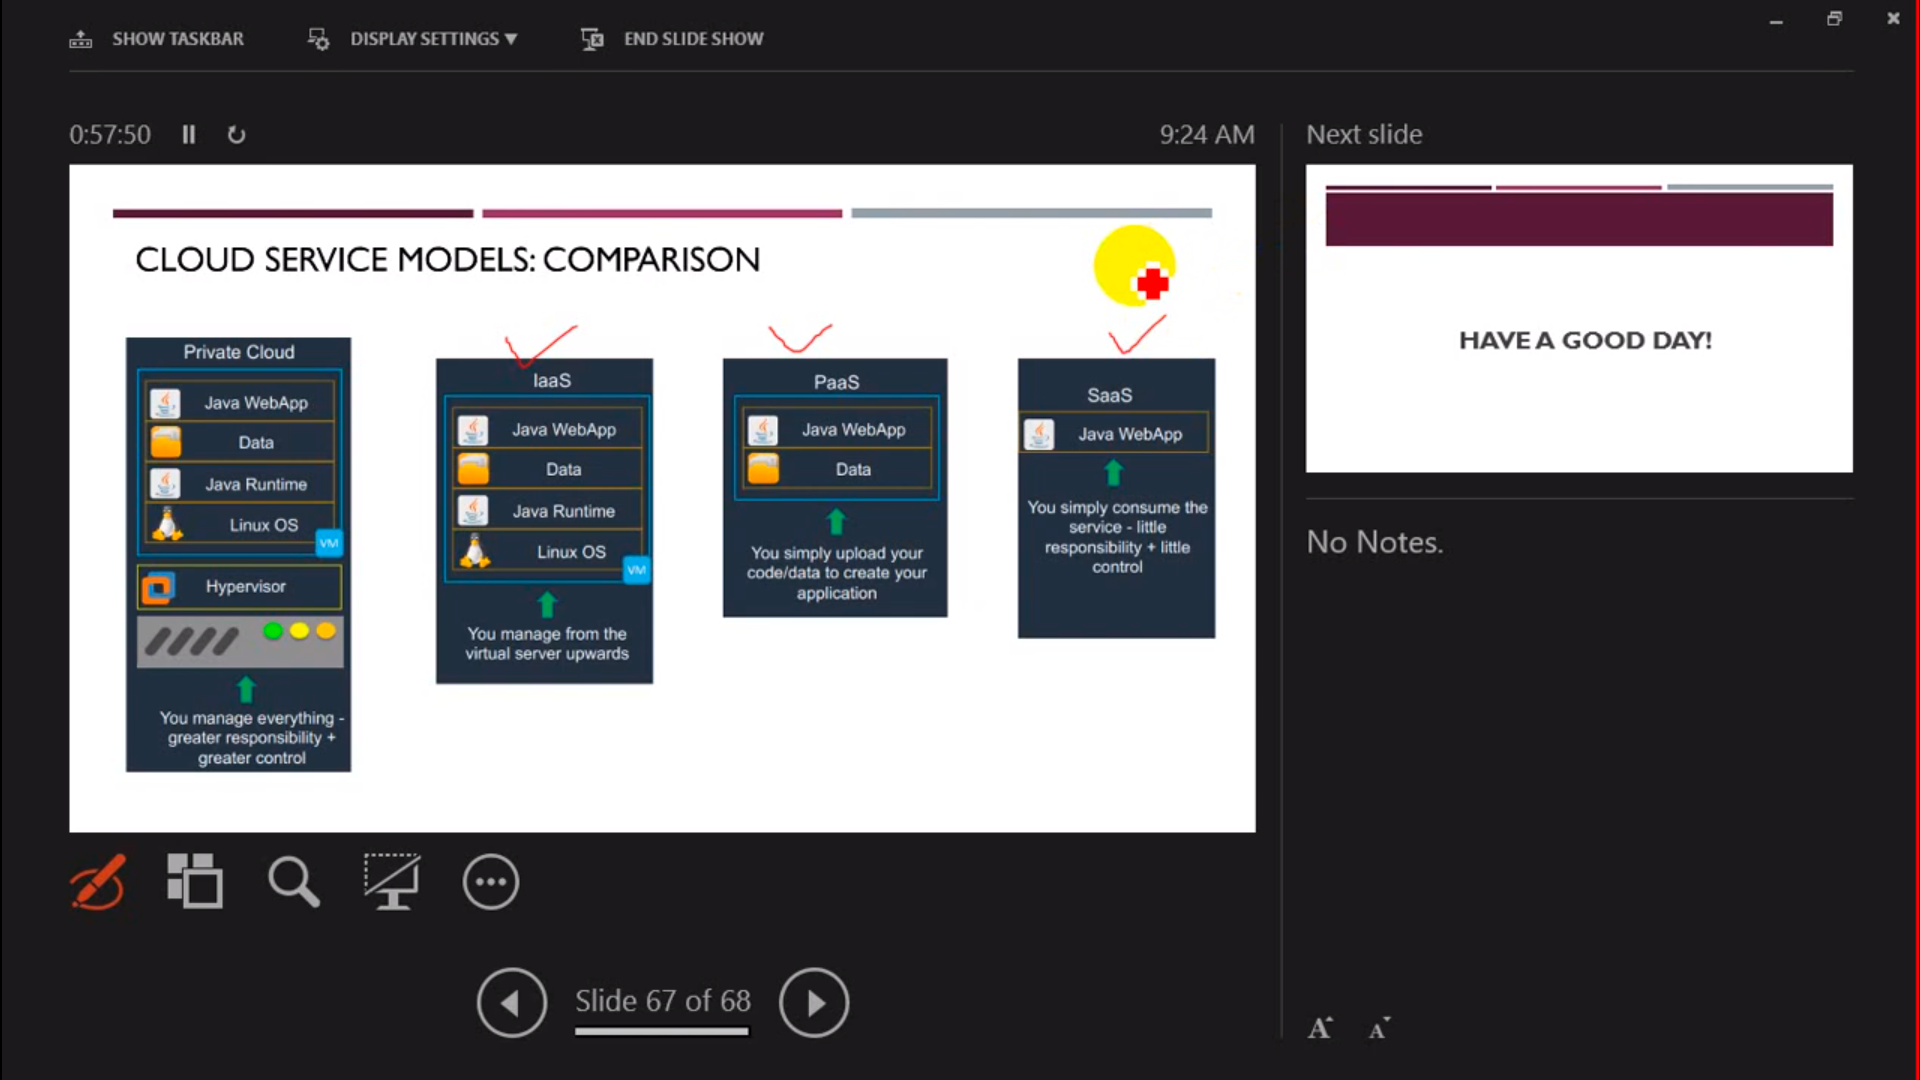 SHOW TASKBAR
DISPLAY SETTINGS ▼
END SLIDE SHOW
0:57:50
9:24 AM
Next slide
CLOUD SERVICE MODELS: COMPARISON
Private Cloud
Java WebApp
Data
Java Runtime
Linux OS
VM
Hypervisor
You manage everything -
greater responsibility +
greater control
IaaS
Java WebApp
Data
Java Runtime
Linux OS
VM
You manage from the
virtual server upwards
PaaS
Java WebApp
Data
You simply upload your
code/data to create your
application
SaaS
Java WebApp
You simply consume the
service - little
responsibility + little
control
HAVE A GOOD DAY!
No Notes.
Slide 67 of 68
A
A